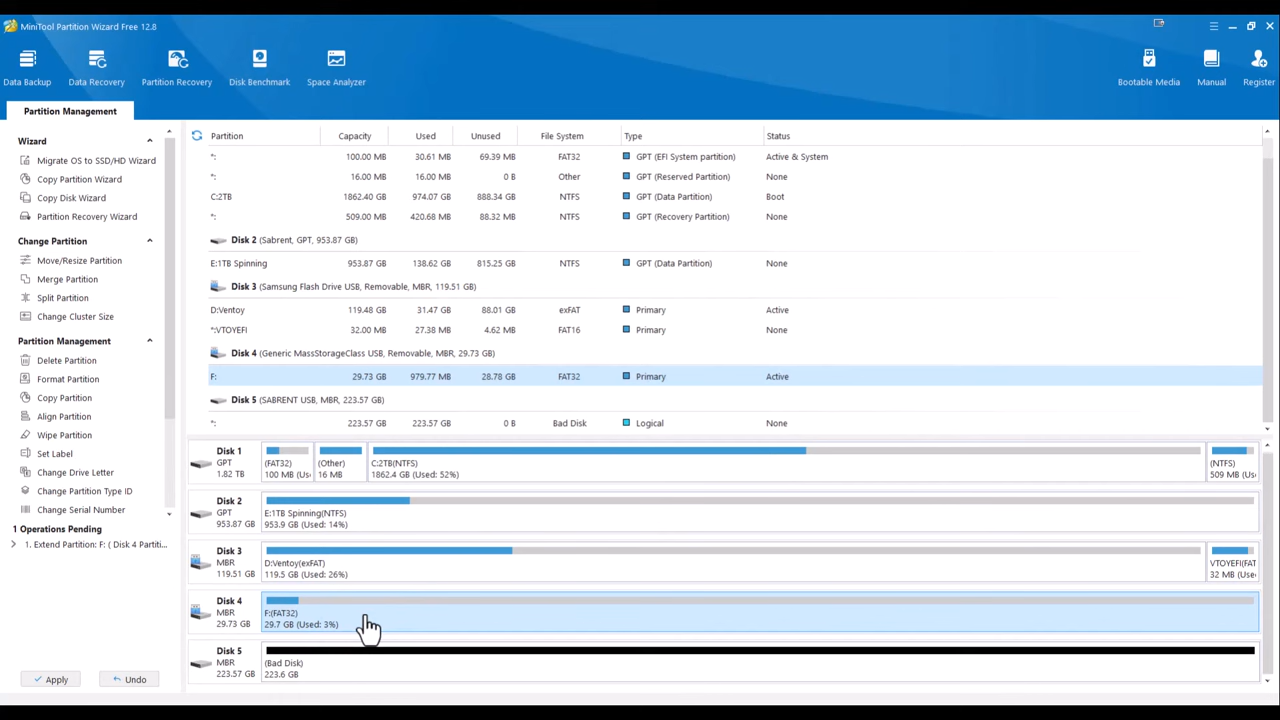 MiniTool Partition Wizard Free 12.8
Data Backup Data Recovery Partition Recovery Disk Benchmark Space Analyzer Bootable Media Manual Register
Partition Management
Wizard
Migrate OS to SSD/HD Wizard
Copy Partition Wizard
Copy Disk Wizard
Partition Recovery Wizard
Change Partition
Move/Resize Partition
Merge Partition
Split Partition
Change Cluster Size
Partition Management
Delete Partition
Format Partition
Copy Partition
Align Partition
Wipe Partition
Set Label
Change Drive Letter
Change Partition Type ID
Change Serial Number
1 Operations Pending
1. Extend Partition: F: ( Disk 4 Partiti...
Apply Undo
Partition Capacity Used Unused File System Type Status
*: 100.00 MB 30.61 MB 69.39 MB FAT32 GPT (EFI System partition) Active & System
*: 16.00 MB 16.00 MB 0 B Other GPT (Reserved Partition) None
C:2TB 1862.40 GB 974.07 GB 888.34 GB NTFS GPT (Data Partition) Boot
*: 509.00 MB 420.68 MB 88.32 MB NTFS GPT (Recovery Partition) None
Disk 2 (Sabrent, GPT, 953.87 GB)
E:1TB Spinning 953.87 GB 138.62 GB 815.25 GB NTFS GPT (Data Partition) None
Disk 3 (Samsung Flash Drive USB, Removable, MBR, 119.51 GB)
D:Ventoy 119.48 GB 31.47 GB 88.01 GB exFAT Primary Active
*:VTOYEFI 32.00 MB 27.38 MB 4.62 MB FAT16 Primary None
Disk 4 (Generic MassStorageClass USB, Removable, MBR, 29.73 GB)
F: 29.73 GB 979.77 MB 28.78 GB FAT32 Primary Active
Disk 5 (SABRENT USB, MBR, 223.57 GB)
*: 223.57 GB 223.57 GB 0 B Bad Disk Logical None
Disk 1
GPT (FAT32) (Other) C:2TB(NTFS) (NTFS)
1.82 TB 100 MB (Us 16 MB 1862.4 GB (Used: 52%) 509 MB (Us
Disk 2
GPT E:1TB Spinning(NTFS)
953.87 GB 953.9 GB (Used: 14%)
Disk 3
MBR D:Ventoy(exFAT) VTOYEFI(FAT
119.51 GB 119.5 GB (Used: 26%) 32 MB (Use
Disk 4
MBR F:(FAT32)
29.73 GB 29.7 GB (Used: 3%)
Disk 5
MBR (Bad Disk)
223.57 GB 223.6 GB